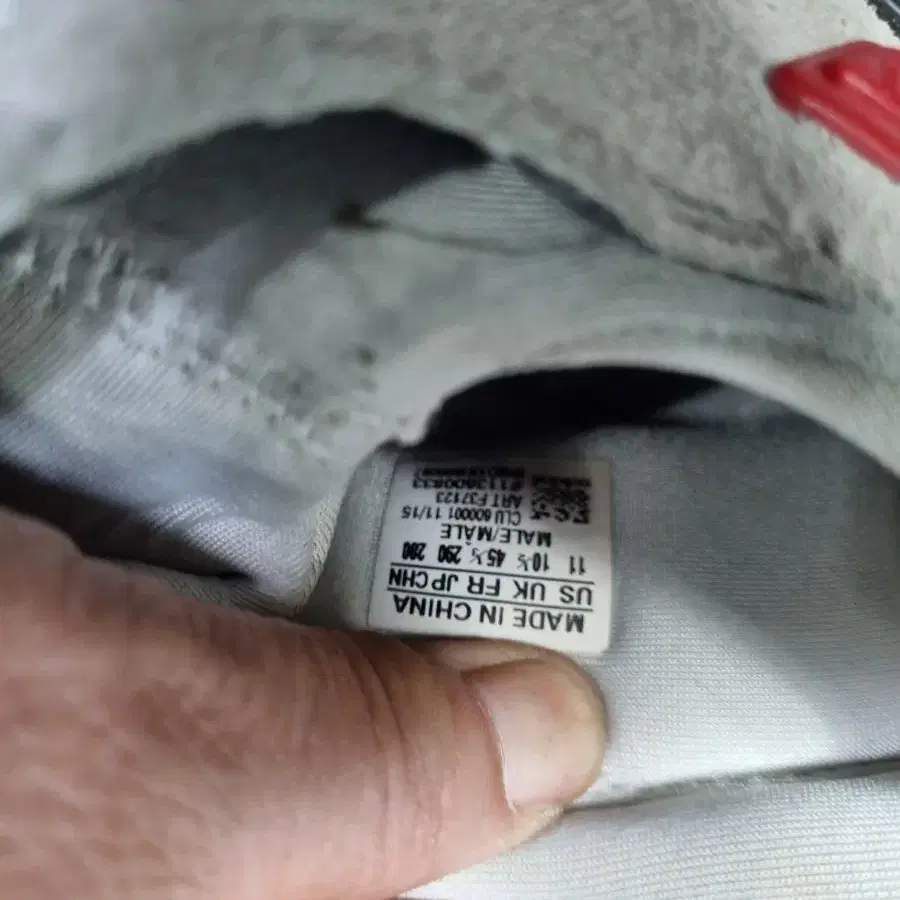 MADE IN CHINA
US UK FR JP CHN
11 10½ 45⅓ 290 280
MALE/MÂLE
CLU 600001 11/15
ART F37123